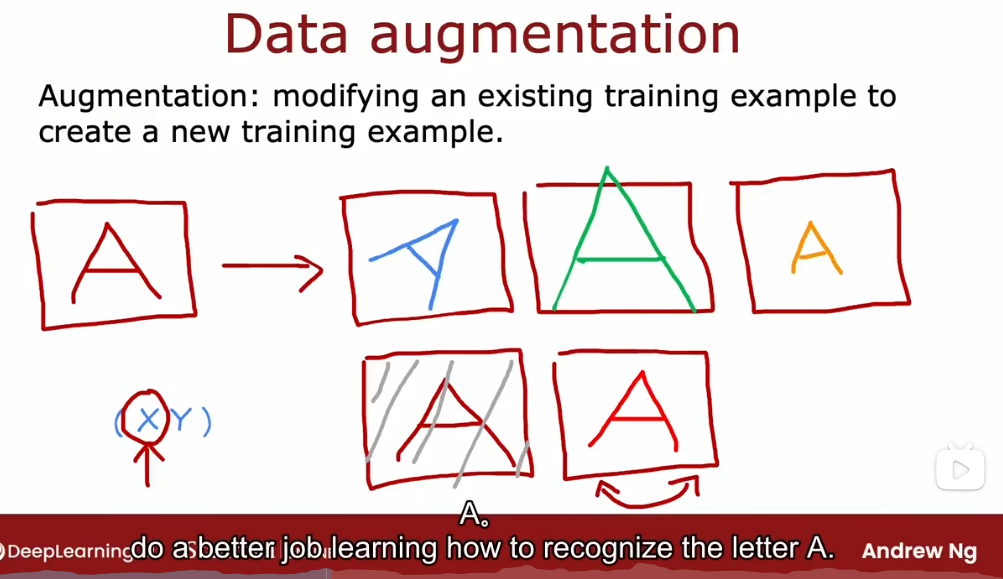 Data augmentation
Augmentation: modifying an existing training example to
create a new training example.
A
A
A
A
(X Y)
A
A
A。
do a better job learning how to recognize the letter A.
DeepLearning
Andrew Ng